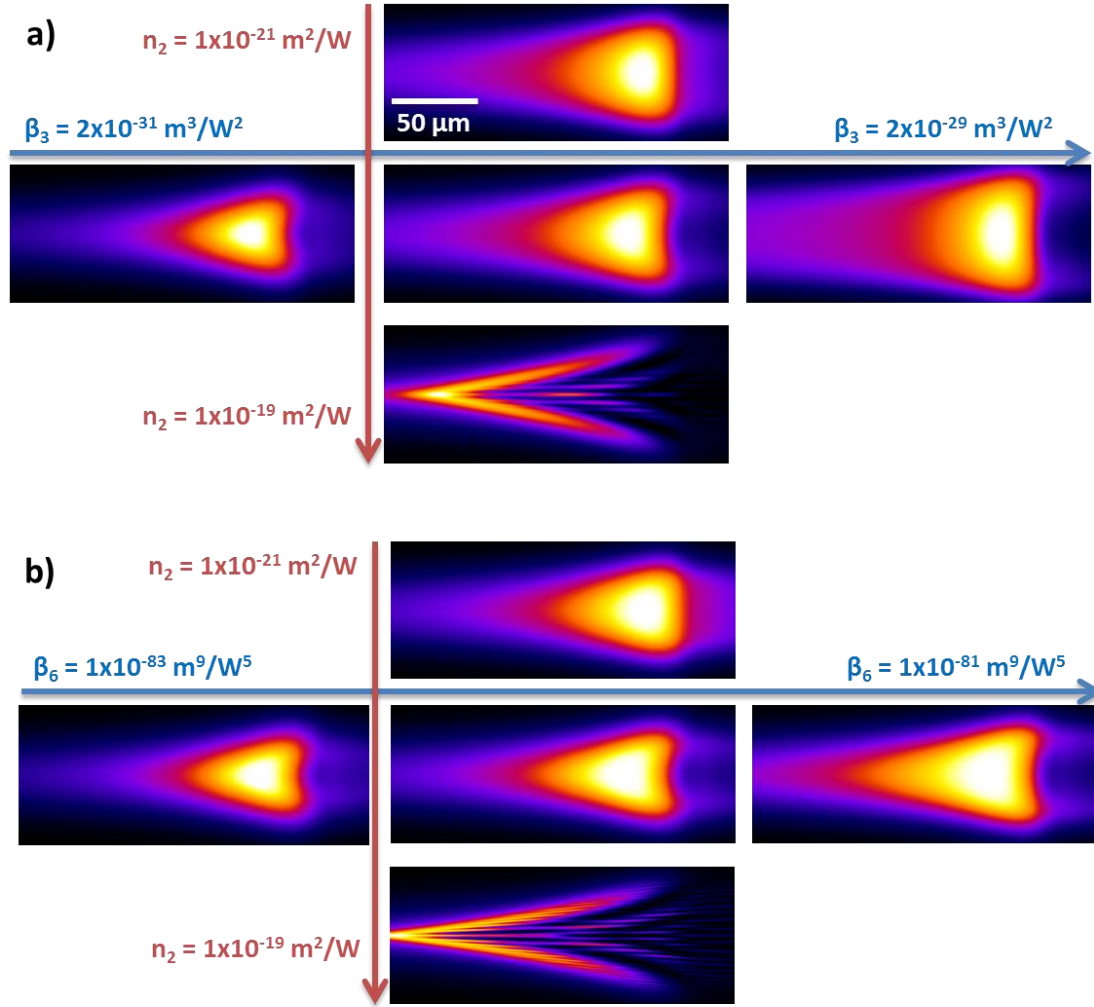 a)
n₂ = 1x10⁻²¹ m²/W
50 µm
β₃ = 2x10⁻³¹ m³/W²
β₃ = 2x10⁻²⁹ m³/W²
n₂ = 1x10⁻¹⁹ m²/W
b)
n₂ = 1x10⁻²¹ m²/W
β₆ = 1x10⁻⁸³ m⁹/W⁵
β₆ = 1x10⁻⁸¹ m⁹/W⁵
n₂ = 1x10⁻¹⁹ m²/W